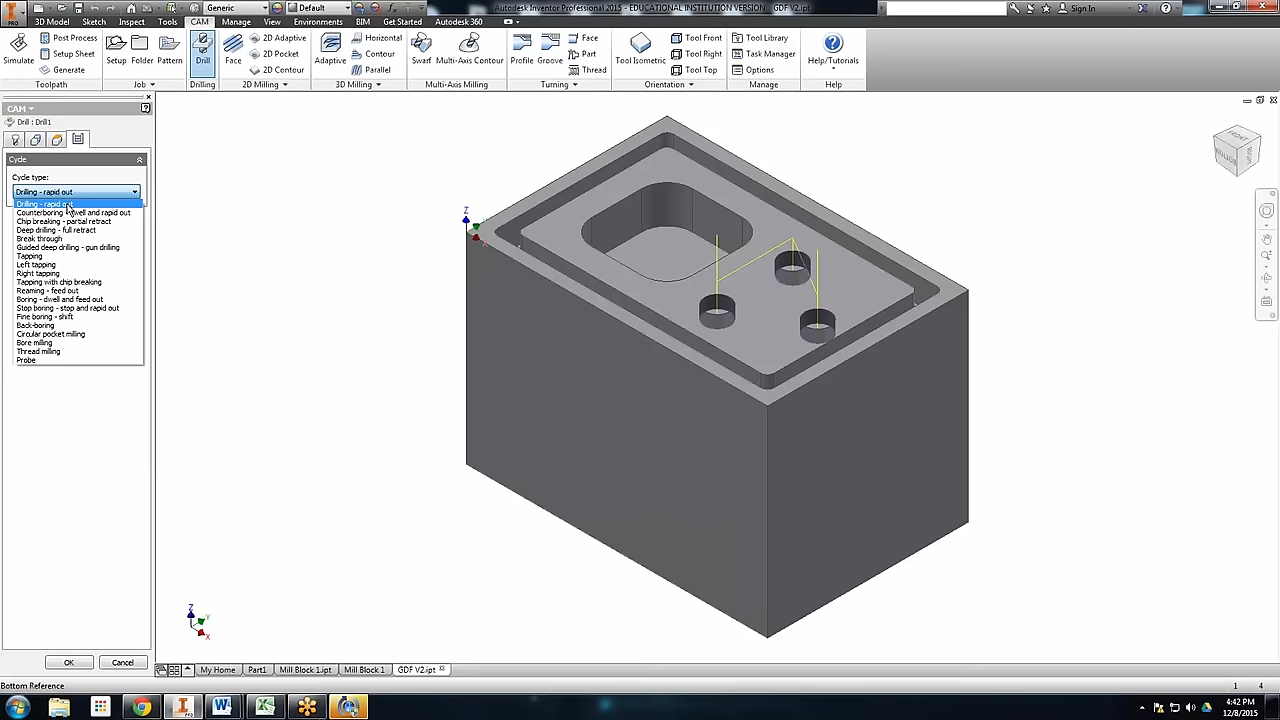 Autodesk Inventor Professional 2015 - EDUCATIONAL INSTITUTION VERSION GDF V2.ipt
Generic
Default
Sign In
PRO
3D Model
Sketch
Inspect
Tools
CAM
Manage
View
Environments
BIM
Get Started
Autodesk 360
Simulate
Post Process
Setup Sheet
Generate
Toolpath
Setup
Folder
Pattern
Job
Drill
Drilling
Face
2D Adaptive
2D Pocket
2D Contour
2D Milling
Adaptive
Horizontal
Contour
Parallel
3D Milling
Swarf
Multi-Axis Contour
Multi-Axis Milling
Profile
Groove
Face
Part
Thread
Turning
Tool Isometric
Tool Front
Tool Right
Tool Top
Orientation
Tool Library
Task Manager
Options
Manage
Help/Tutorials
Help
CAM
Drill : Drill1
Cycle
Cycle type:
Drilling - rapid out
Drilling - rapid out
Chip breaking - partial retract
Deep drilling - full retract
Break through
Guided deep drilling - gun drilling
Tapping
Left tapping
Right tapping
Tapping with chip breaking
Reaming - feed out
Boring - dwell and feed out
Stop boring - stop and rapid out
Fine boring - shift
Back-boring
Circular pocket milling
Bore milling
Thread milling
Probe
Z
FRONT
BOTTOM
RIGHT
Z
Y
X
OK
Cancel
My Home
Part1
Mill Block 1.ipt
Mill Block 1
GDF V2.ipt
Bottom Reference
1
4
4:42 PM
12/8/2015